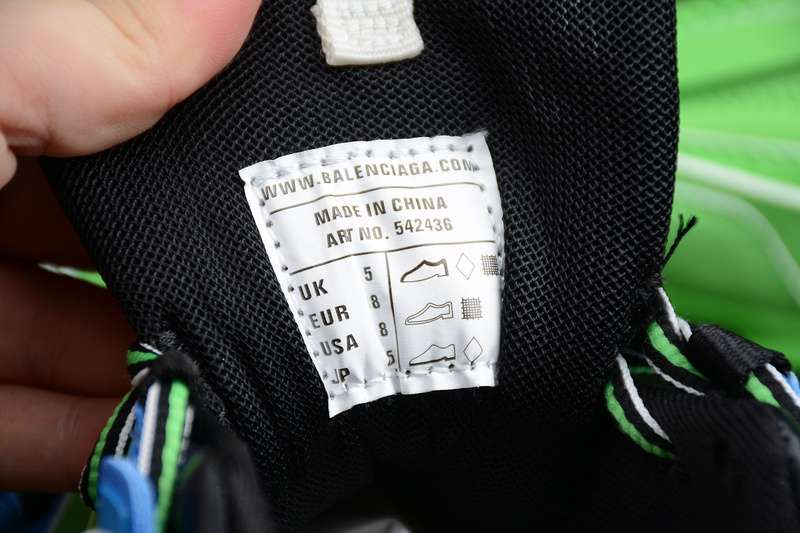 WWW-BALENCIAGA.COM
MADE IN CHINA
ART NO. 542436
UK 5
EUR 8
USA 8
JP 5